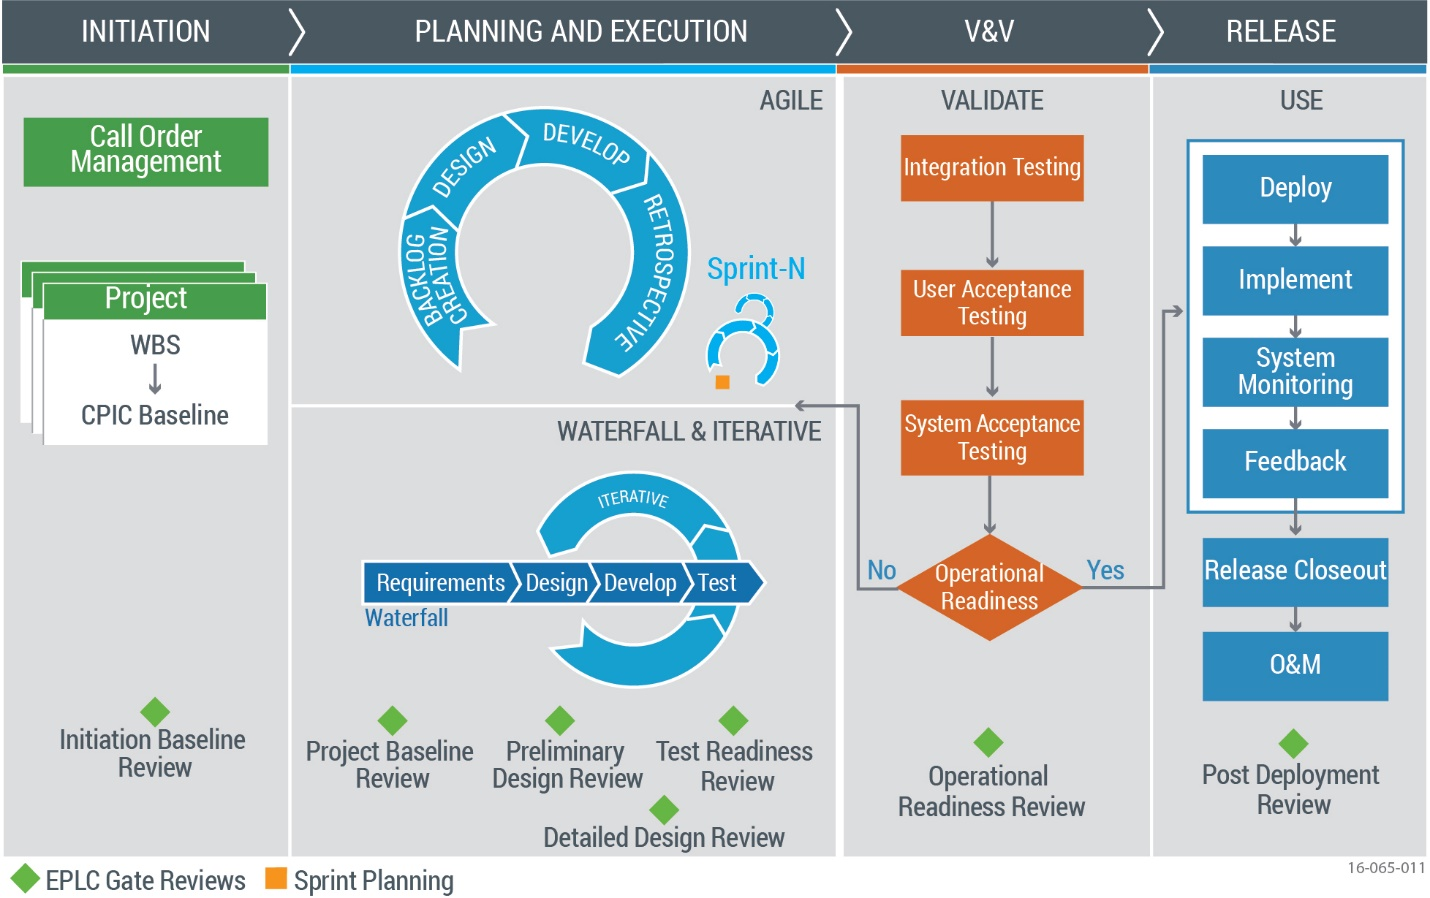 INITIATION
PLANNING AND EXECUTION
V&V
RELEASE
Call Order
Management
Project
WBS
CPIC Baseline
Initiation Baseline
Review
AGILE
BACKLOG
CREATION
DESIGN
DEVELOP
RETROSPECTIVE
Sprint-N
WATERFALL & ITERATIVE
ITERATIVE
Requirements
Design
Develop
Test
Waterfall
Project Baseline
Review
Preliminary
Design Review
Test Readiness
Review
Detailed Design Review
VALIDATE
Integration Testing
User Acceptance
Testing
System Acceptance
Testing
No
Operational
Readiness
Yes
Operational
Readiness Review
USE
Deploy
Implement
System
Monitoring
Feedback
Release Closeout
O&M
Post Deployment
Review
16-065-011
EPLC Gate Reviews
Sprint Planning